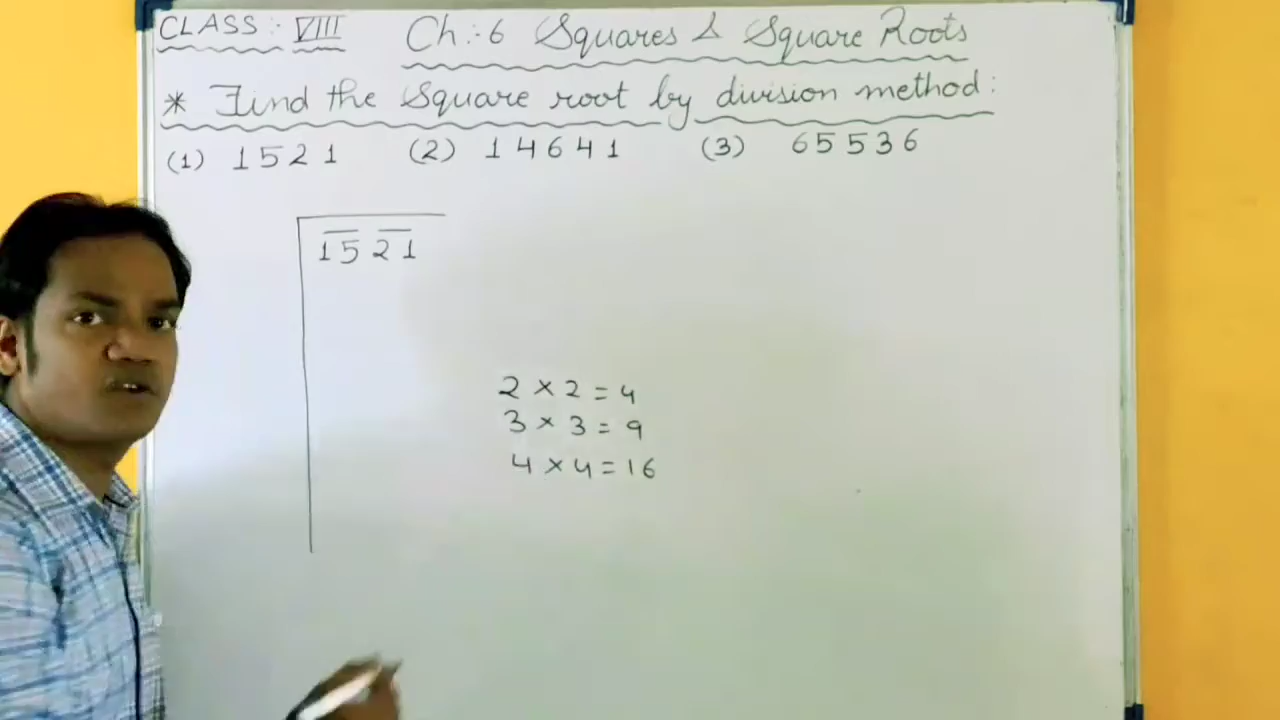 CLASS :- VIII Ch:-6 Squares & Square Roots
* Find the Square root by division method:
(1) 1521 (2) 14641 (3) 65536
1521
2 × 2 = 4
3 × 3 = 9
4 × 4 = 16